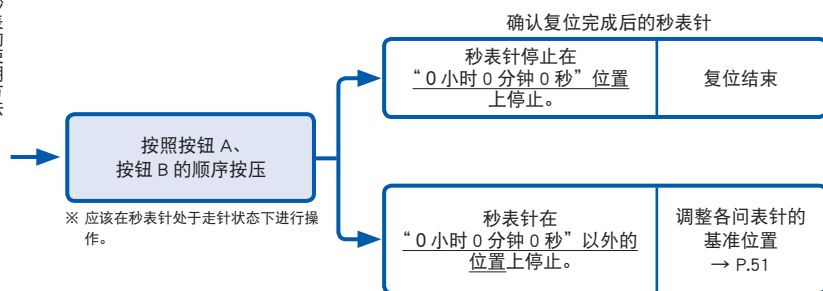 确认复位完成后的秒表针
秒表针停止在
“0 小时 0 分钟 0 秒”位置
上停止。
复位结束
按照按钮 A、
按钮 B 的顺序按压
※ 应该在秒表针处于走针状态下进行操
作。
秒表针在
“0 小时 0 分钟 0 秒”以外的
位置上停止。
调整各问表针的
基准位置
→ P.51